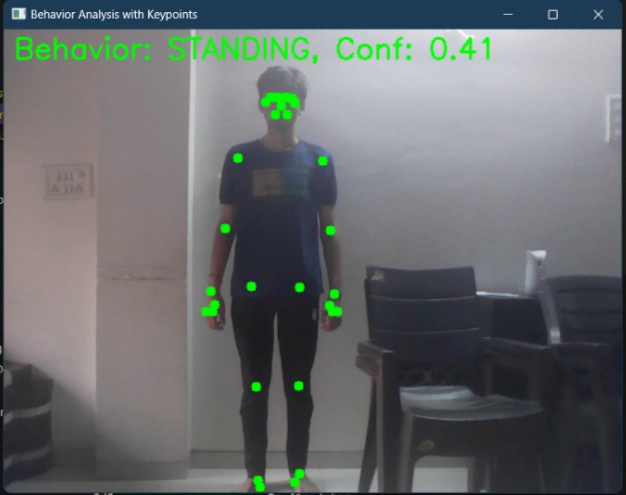 Behavior Analysis with Keypoints
Behavior: STANDING, Conf: 0.41